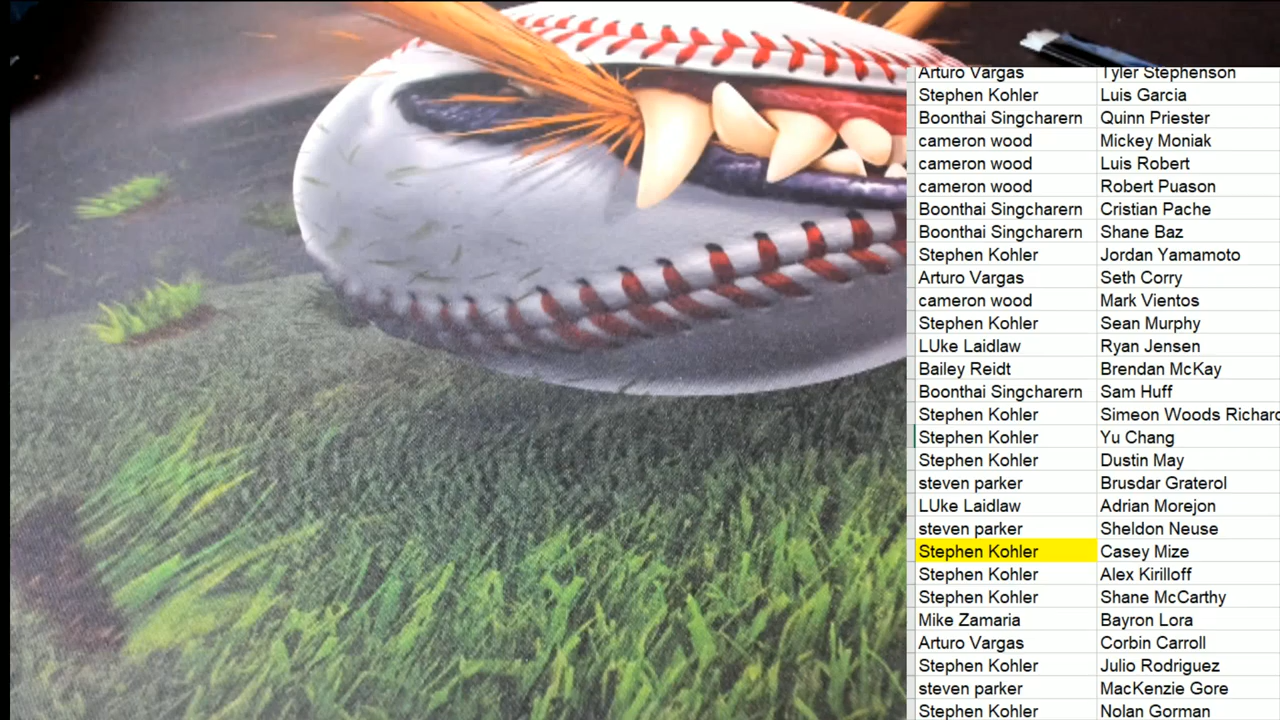 Arturo Vargas Tyler Stephenson
Stephen Kohler Luis Garcia
Boonthai Singcharern Quinn Priester
cameron wood Mickey Moniak
cameron wood Luis Robert
cameron wood Robert Puason
Boonthai Singcharern Cristian Pache
Boonthai Singcharern Shane Baz
Stephen Kohler Jordan Yamamoto
Arturo Vargas Seth Corry
cameron wood Mark Vientos
Stephen Kohler Sean Murphy
LUke Laidlaw Ryan Jensen
Bailey Reidt Brendan McKay
Boonthai Singcharern Sam Huff
Stephen Kohler Simeon Woods Richard
Stephen Kohler Yu Chang
Stephen Kohler Dustin May
steven parker Brusdar Graterol
LUke Laidlaw Adrian Morejon
steven parker Sheldon Neuse
Stephen Kohler Casey Mize
Stephen Kohler Alex Kirilloff
Stephen Kohler Shane McCarthy
Mike Zamaria Bayron Lora
Arturo Vargas Corbin Carroll
Stephen Kohler Julio Rodriguez
steven parker MacKenzie Gore
Stephen Kohler Nolan Gorman